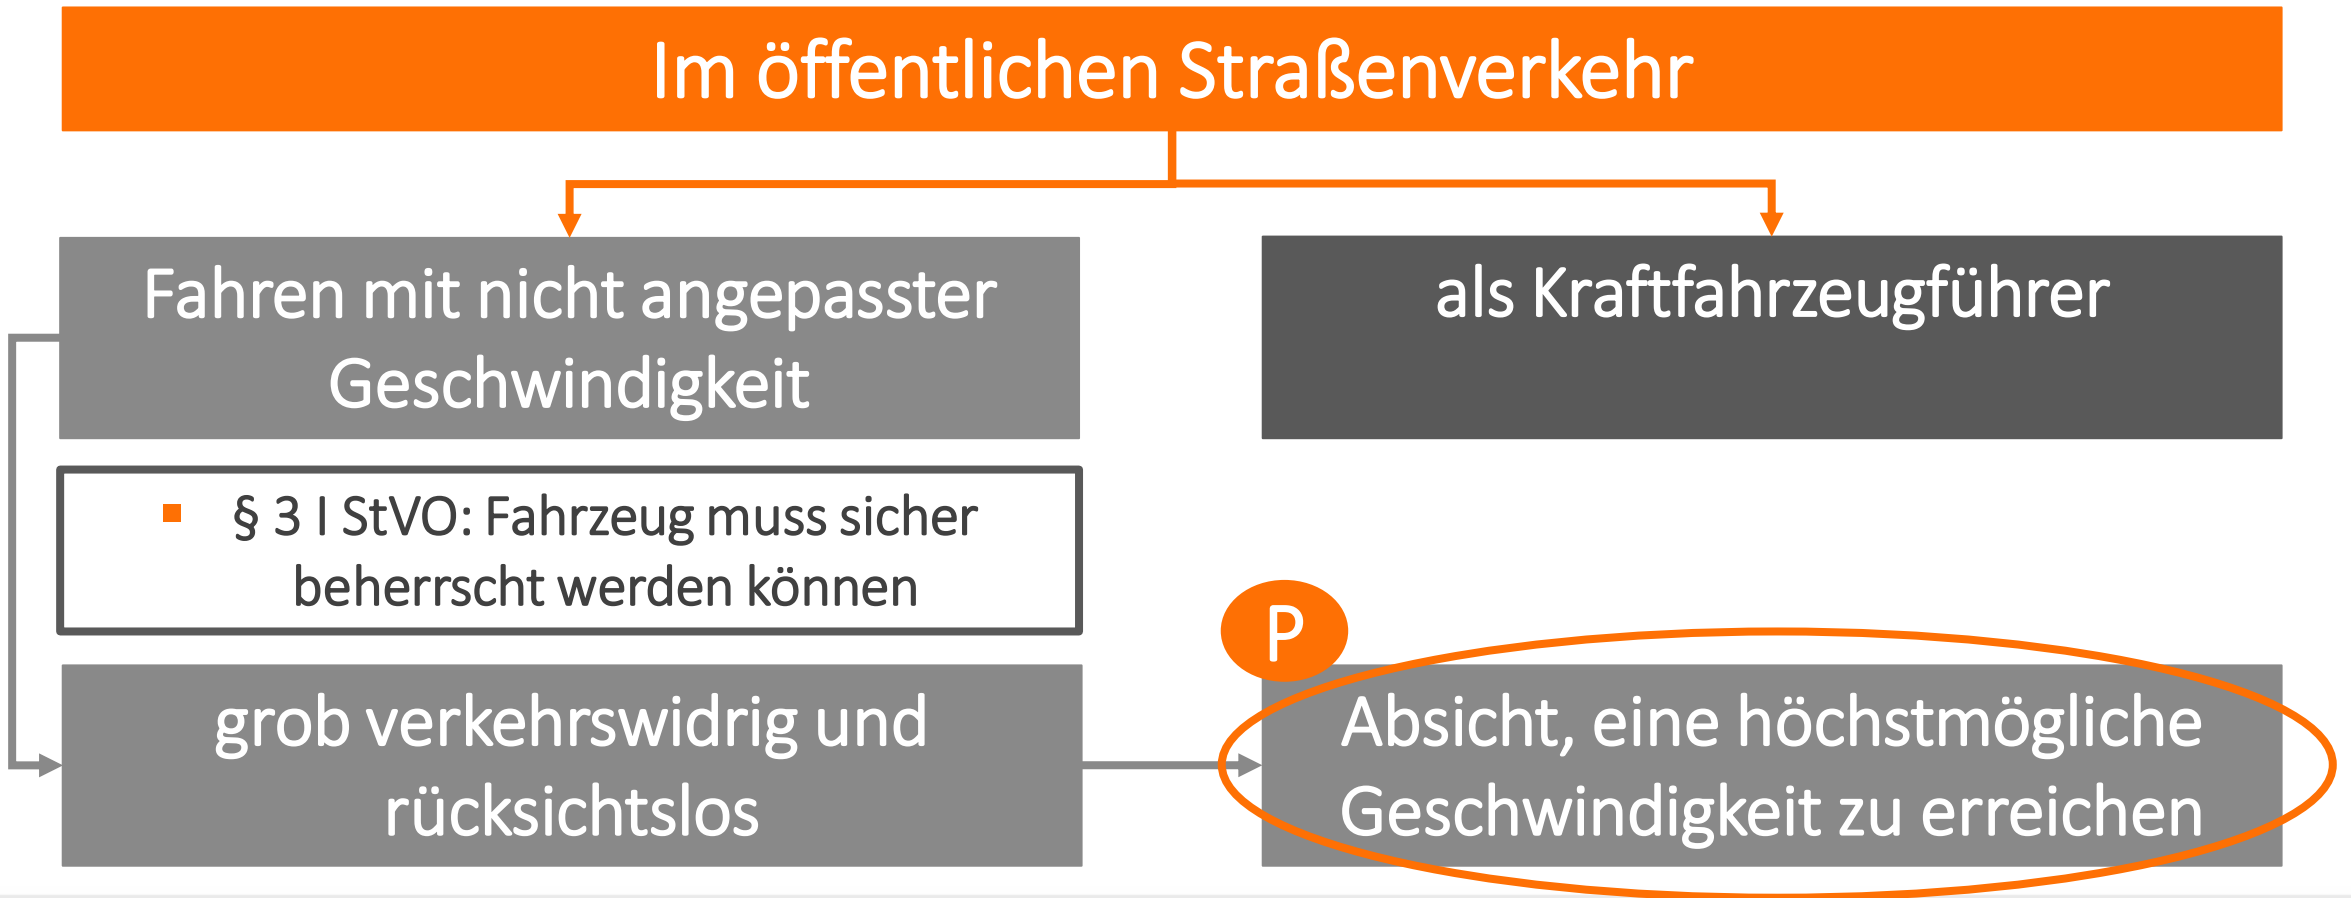 Im öffentlichen Straßenverkehr
Fahren mit nicht angepasster
Geschwindigkeit
als Kraftfahrzeugführer
§ 3 I StVO: Fahrzeug muss sicher
beherrscht werden können
grob verkehrswidrig und
rücksichtslos
P
Absicht, eine höchstmögliche
Geschwindigkeit zu erreichen